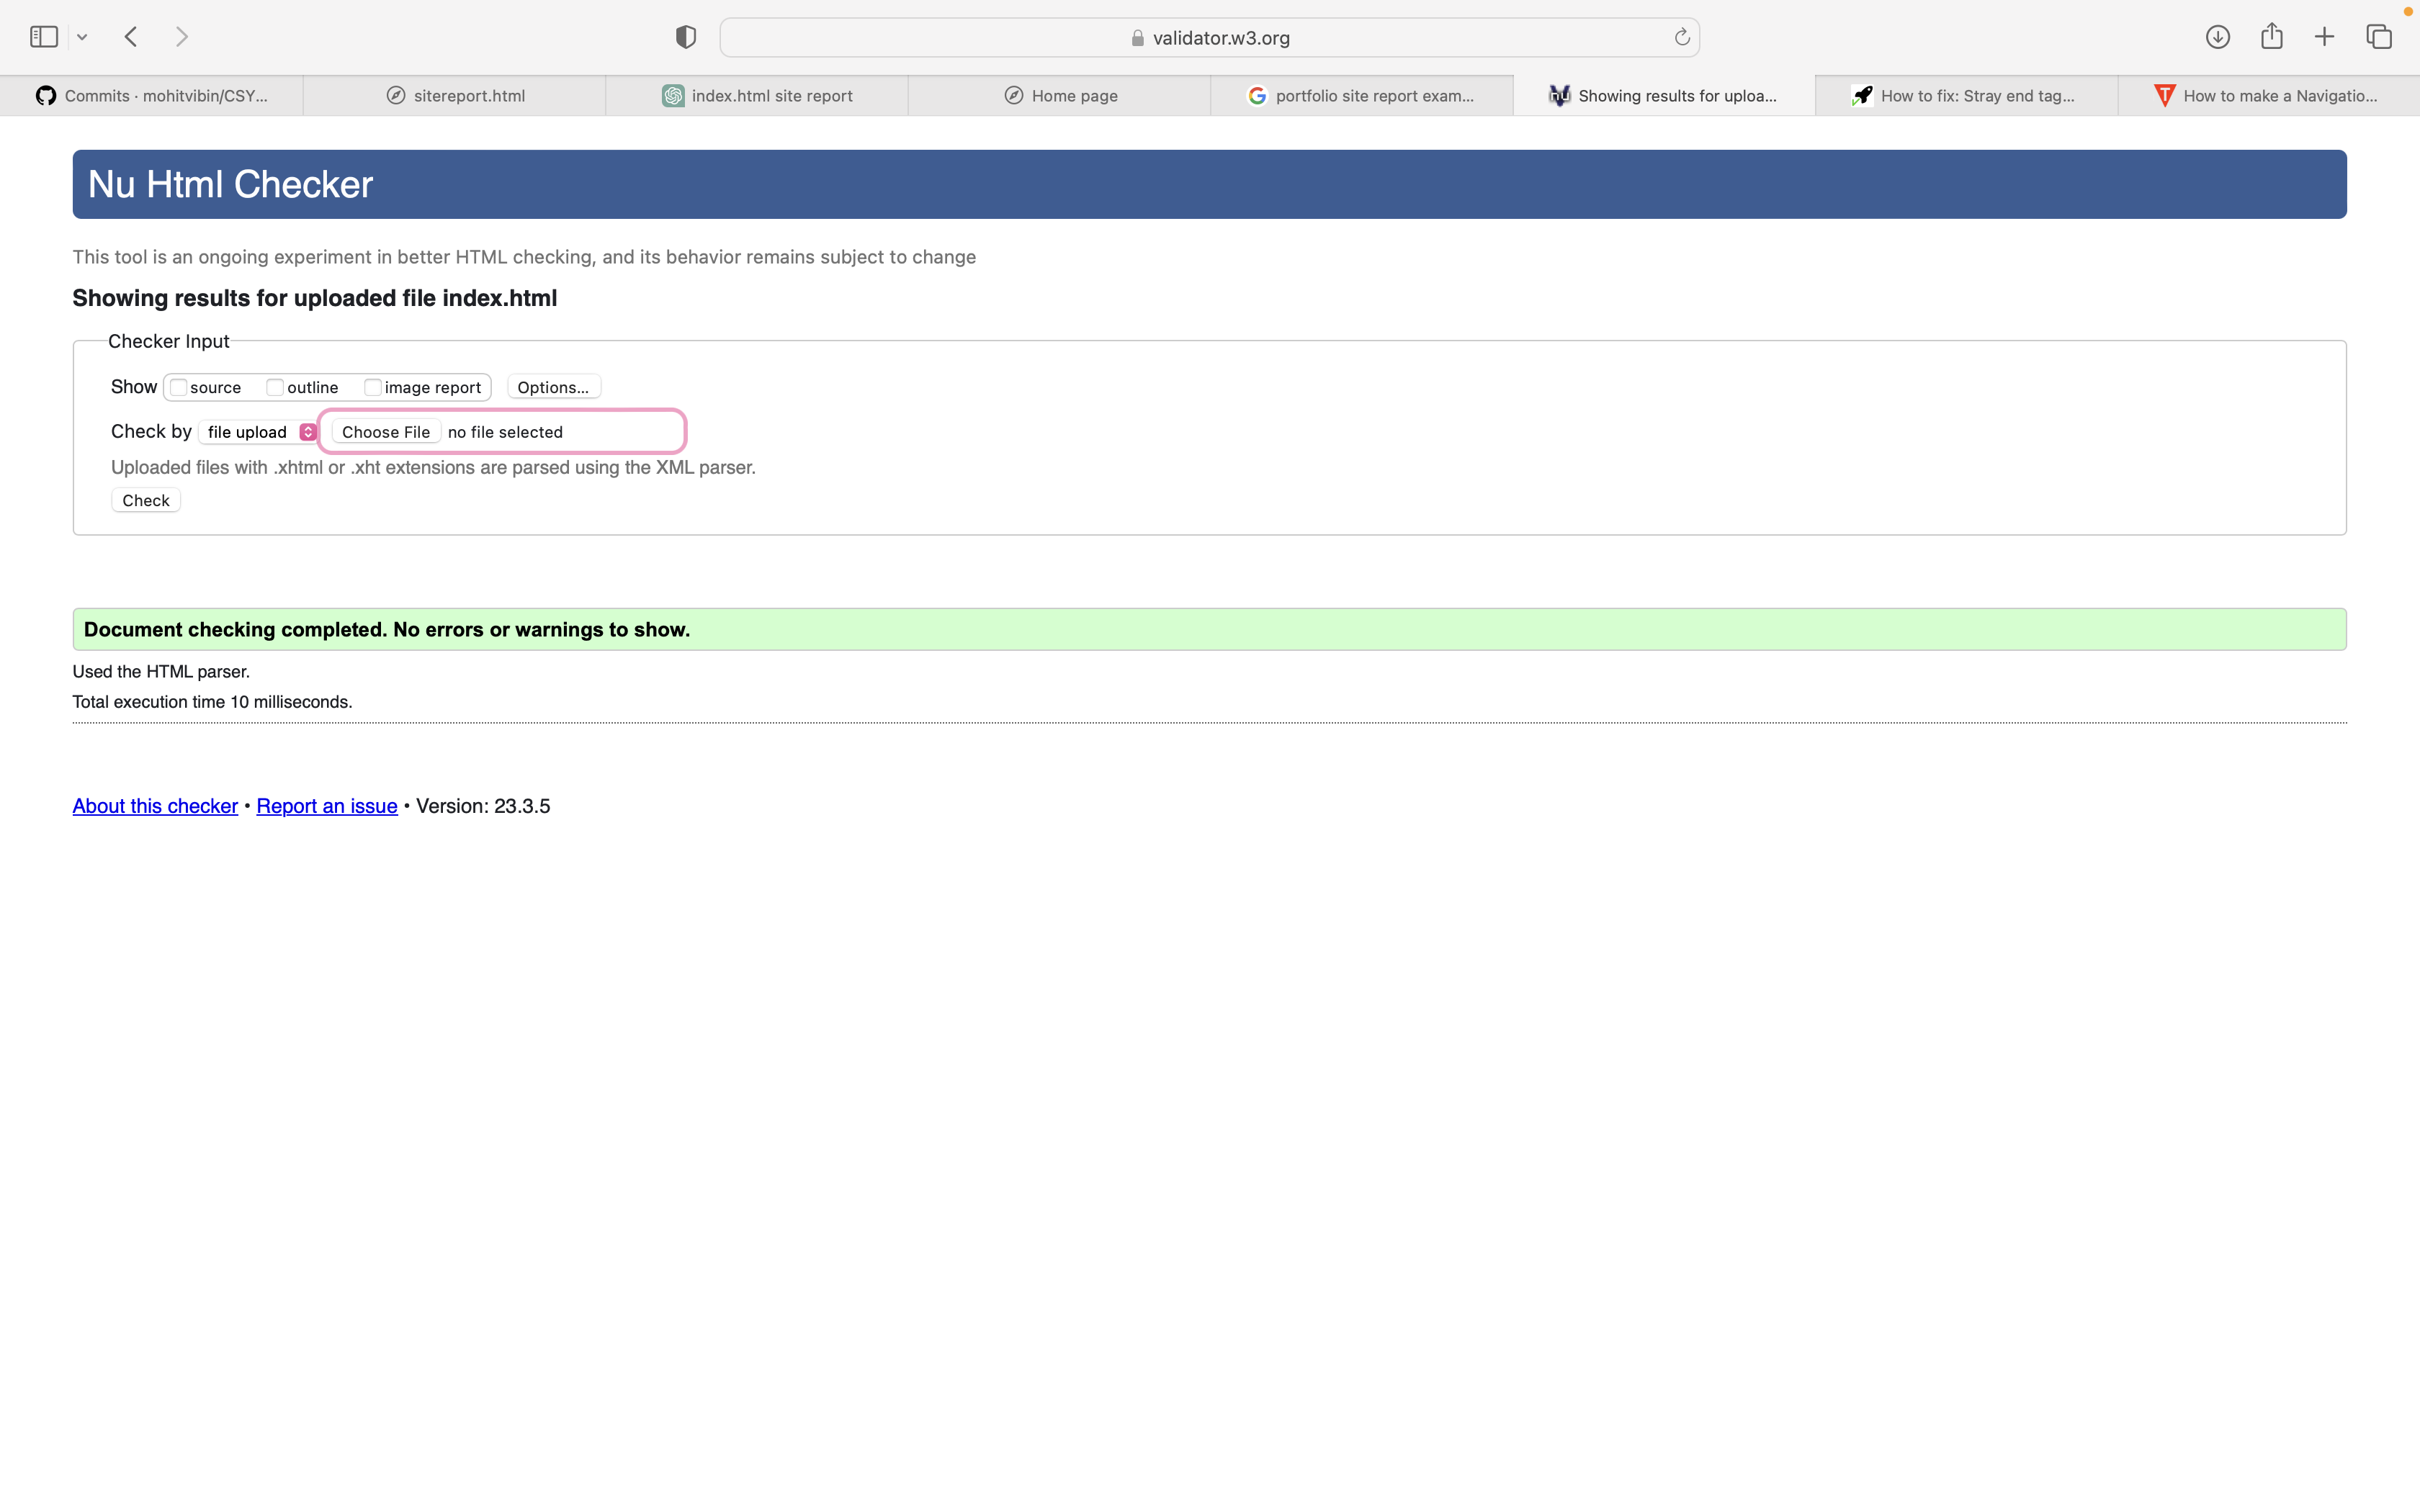 validator.w3.org
Commits · mohitvibin/CSY...
sitereport.html
index.html site report
Home page
portfolio site report exam...
Showing results for uploa...
How to fix: Stray end tag...
How to make a Navigatio...
Nu Html Checker
This tool is an ongoing experiment in better HTML checking, and its behavior remains subject to change
Showing results for uploaded file index.html
Checker Input
Show source outline image report Options...
Check by file upload Choose File no file selected
Uploaded files with .xhtml or .xht extensions are parsed using the XML parser.
Check
Document checking completed. No errors or warnings to show.
Used the HTML parser.
Total execution time 10 milliseconds.
About this checker • Report an issue • Version: 23.3.5